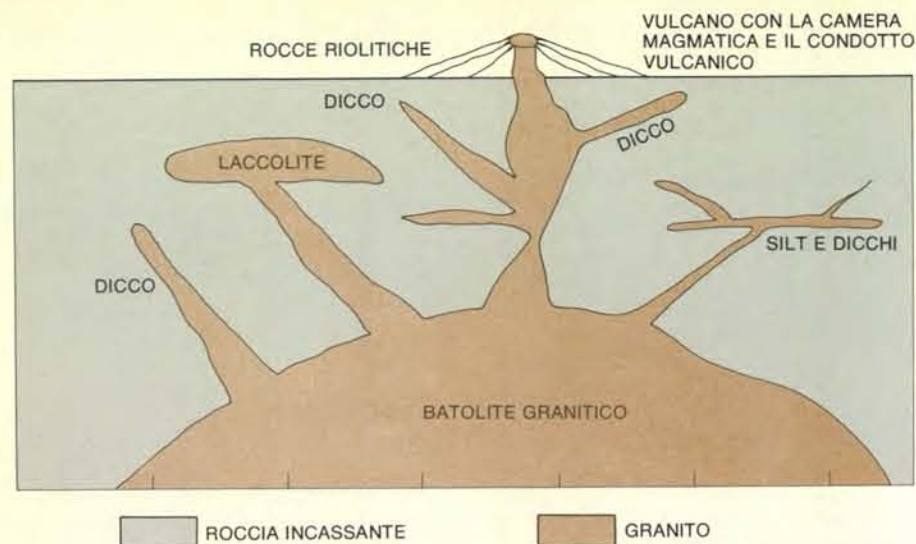 ROCCE RIOLITICHE
VULCANO CON LA CAMERA
MAGMATICA E IL CONDOTTO
VULCANICO
DICCO
DICCO
LACCOLITE
SILT E DICCHI
DICCO
BATOLITE GRANITICO
ROCCIA INCASSANTE
GRANITO